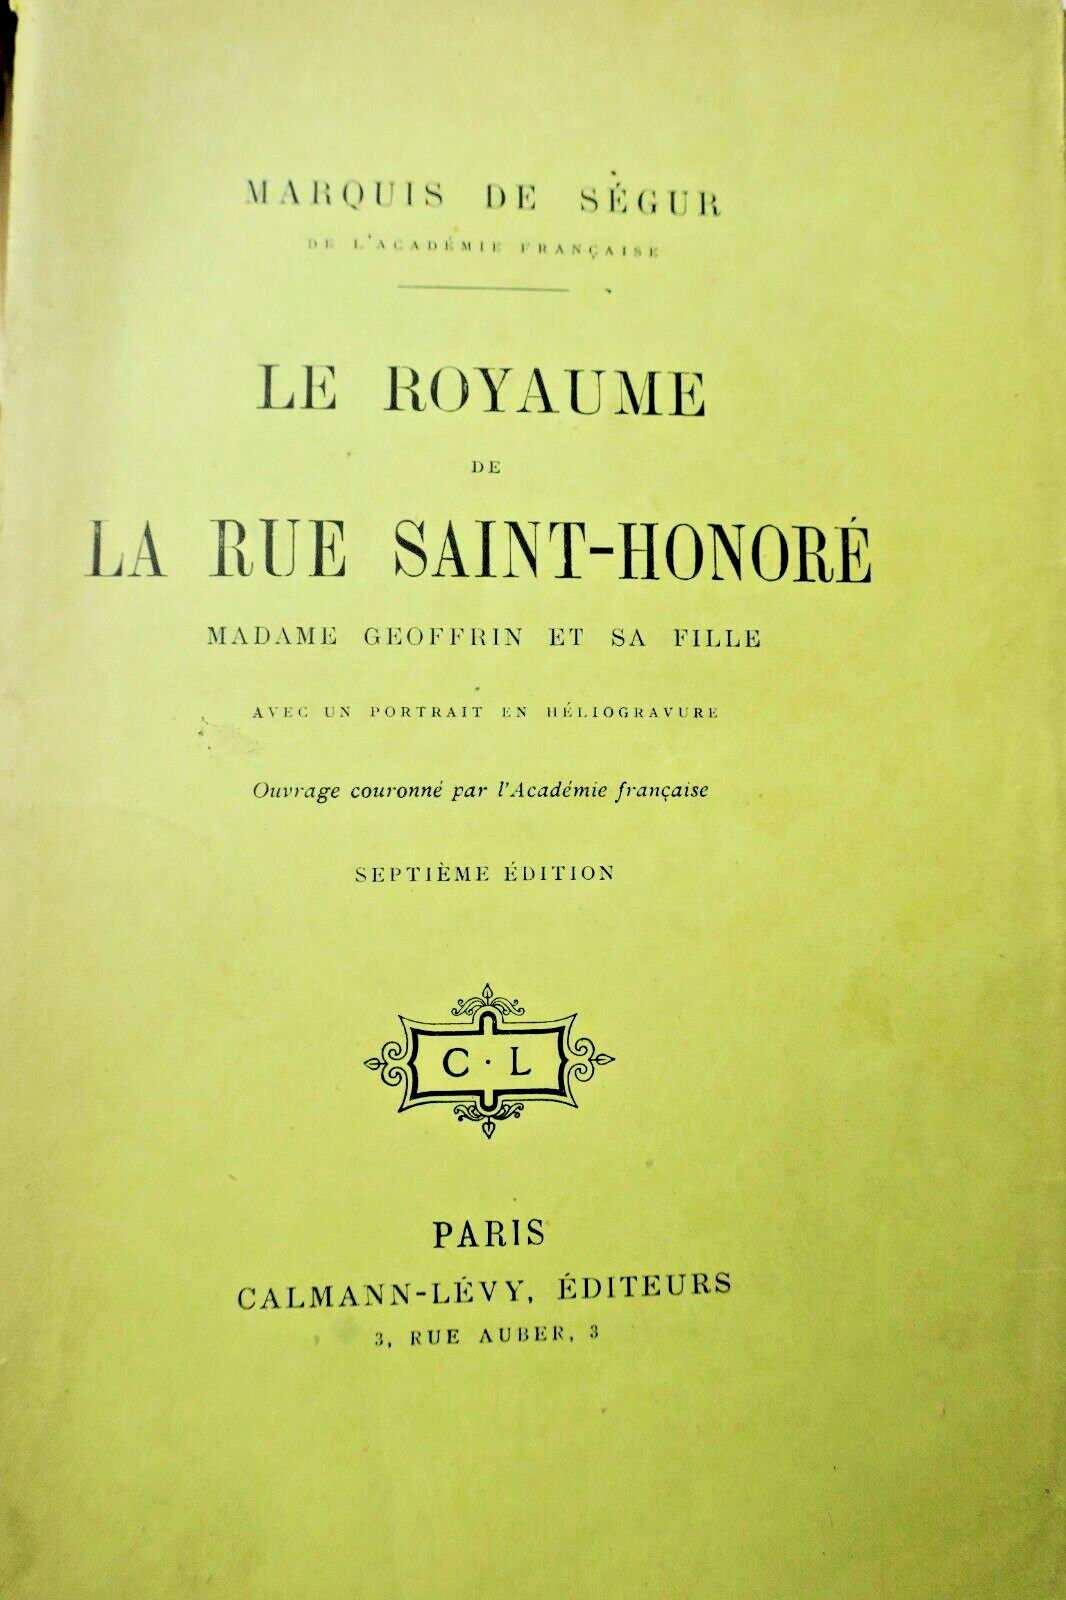 MARQUIS DE SÉGUR
DE L'ACADÉMIE FRANÇAISE
LE ROYAUME
DE
LA RUE SAINT-HONORÉ
MADAME GEOFFRIN ET SA FILLE
AVEC UN PORTRAIT EN HÉLIOGRAVURE
Ouvrage couronné par l'Académie française
SEPTIÈME ÉDITION
C · L
PARIS
CALMANN-LÉVY, ÉDITEURS
3, RUE AUBER, 3